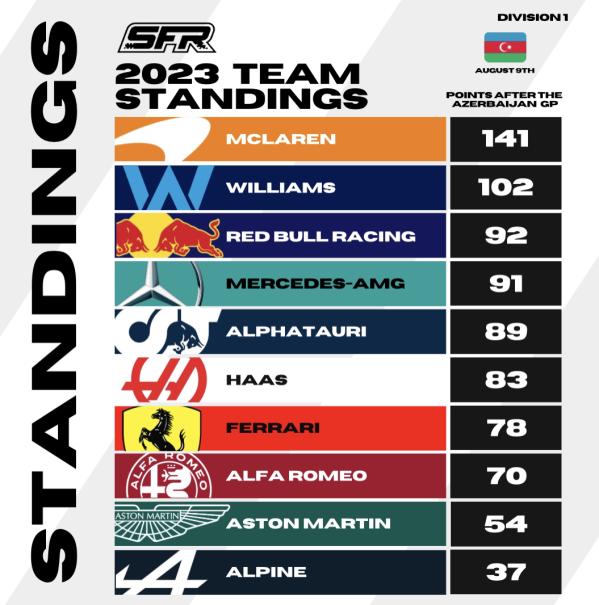 STANDINGS
SFR
DIVISION 1
AUGUST 9TH
2023 TEAM
STANDINGS
POINTS AFTER THE
AZERBAIJAN GP
MCLAREN 141
WILLIAMS 102
RED BULL RACING 92
MERCEDES-AMG 91
ALPHATAURI 89
HAAS 83
FERRARI 78
ALFA ROMEO
ALFA ROMEO 70
ASTON MARTIN
ASTON MARTIN 54
ALPINE 37